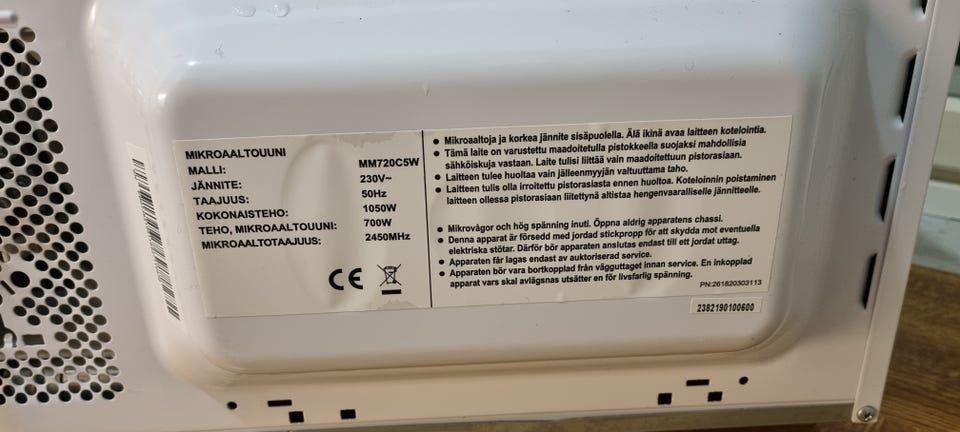 MIKROAALTOUUNI
MALLI: MM720C5W
JÄNNITE: 230V~
TAAJUUS: 50Hz
KOKONAISTEHO: 1050W
TEHO, MIKROAALTOUUNI: 700W
MIKROAALTOTAAJUUS: 2450MHz
CE
• Mikroaaltoja ja korkea jännite sisäpuolella. Älä ikinä avaa laitteen kotelointia.
• Tämä laite on varustettu maadoitetulla pistokkeella suojaksi mahdollisia
sähköiskuja vastaan. Laite tulisi liittää vain maadoitettuun pistorasiaan.
• Laitteen tulee huoltaa vain jälleenmyyjän valtuuttama taho.
• Laitteen tulis olla irroitettu pistorasiasta ennen huoltoa. Koteloinnin poistaminen
laitteen ollessa pistorasiaan liitettynä altistaa hengenvaaralliselle jännitteelle.
• Mikrovågor och hög spänning inuti. Öppna aldrig apparatens chassi.
• Denna apparat är försedd med jordad stickpropp för att skydda mot eventuella
elektriska stötar. Därför bör apparaten anslutas endast till ett jordat uttag.
• Apparaten får lagas endast av auktoriserad service.
• Apparaten bör vara bortkopplad från vägguttaget innan service. En inkopplad
apparat vars skal avlägsnas utsätter en för livsfarlig spänning.
PN:261820303113
2382190100600